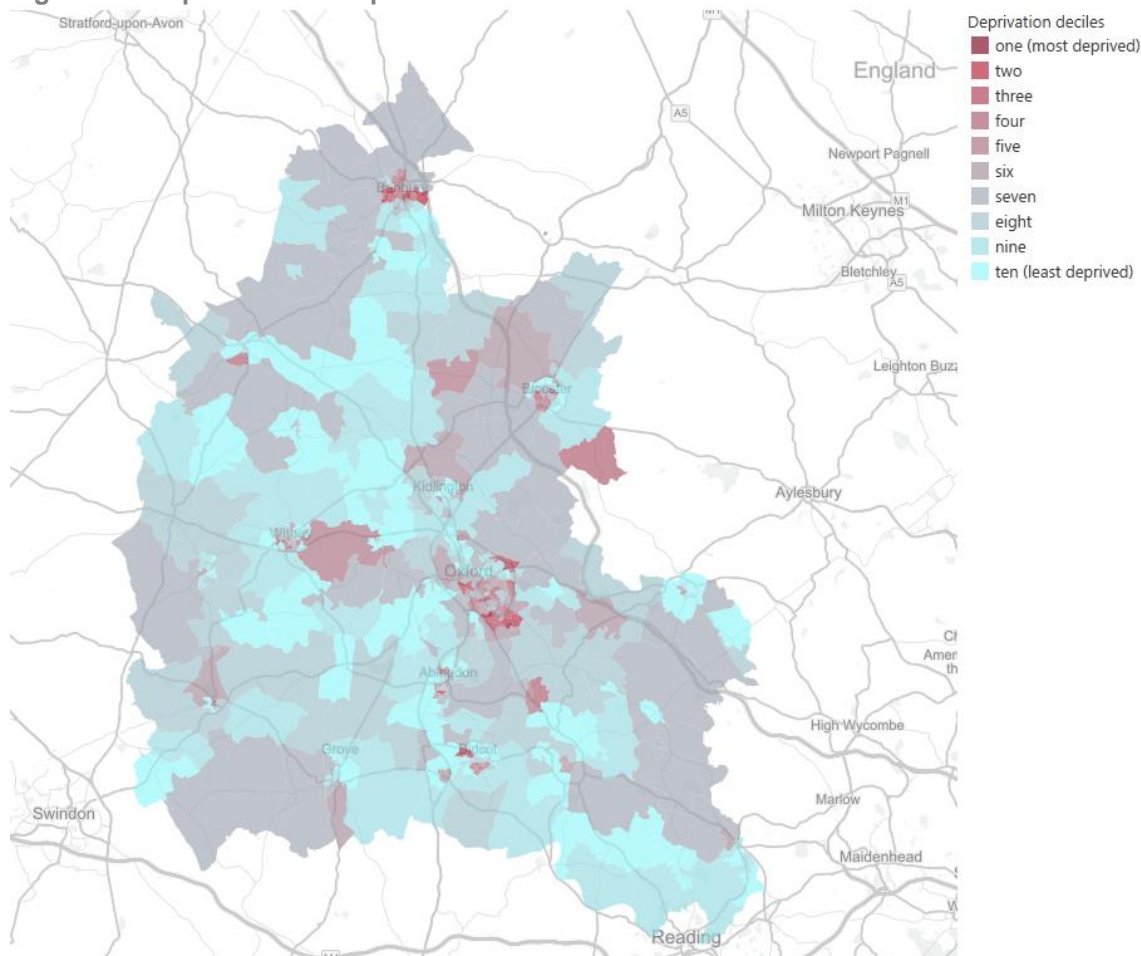 Stratford-upon-Avon
M1
England
A5
Newport Pagnell
M1
Milton Keynes
Bletchley
A5
Banbury
Leighton Buzz
Bicester
Aylesbury
Kidlington
Witney
Oxford
Abingdon
High Wycombe
Grove
Didcot
Swindon
Marlow
Maidenhead
Reading
Deprivation deciles
one (most deprived)
two
three
four
five
six
seven
eight
nine
ten (least deprived)